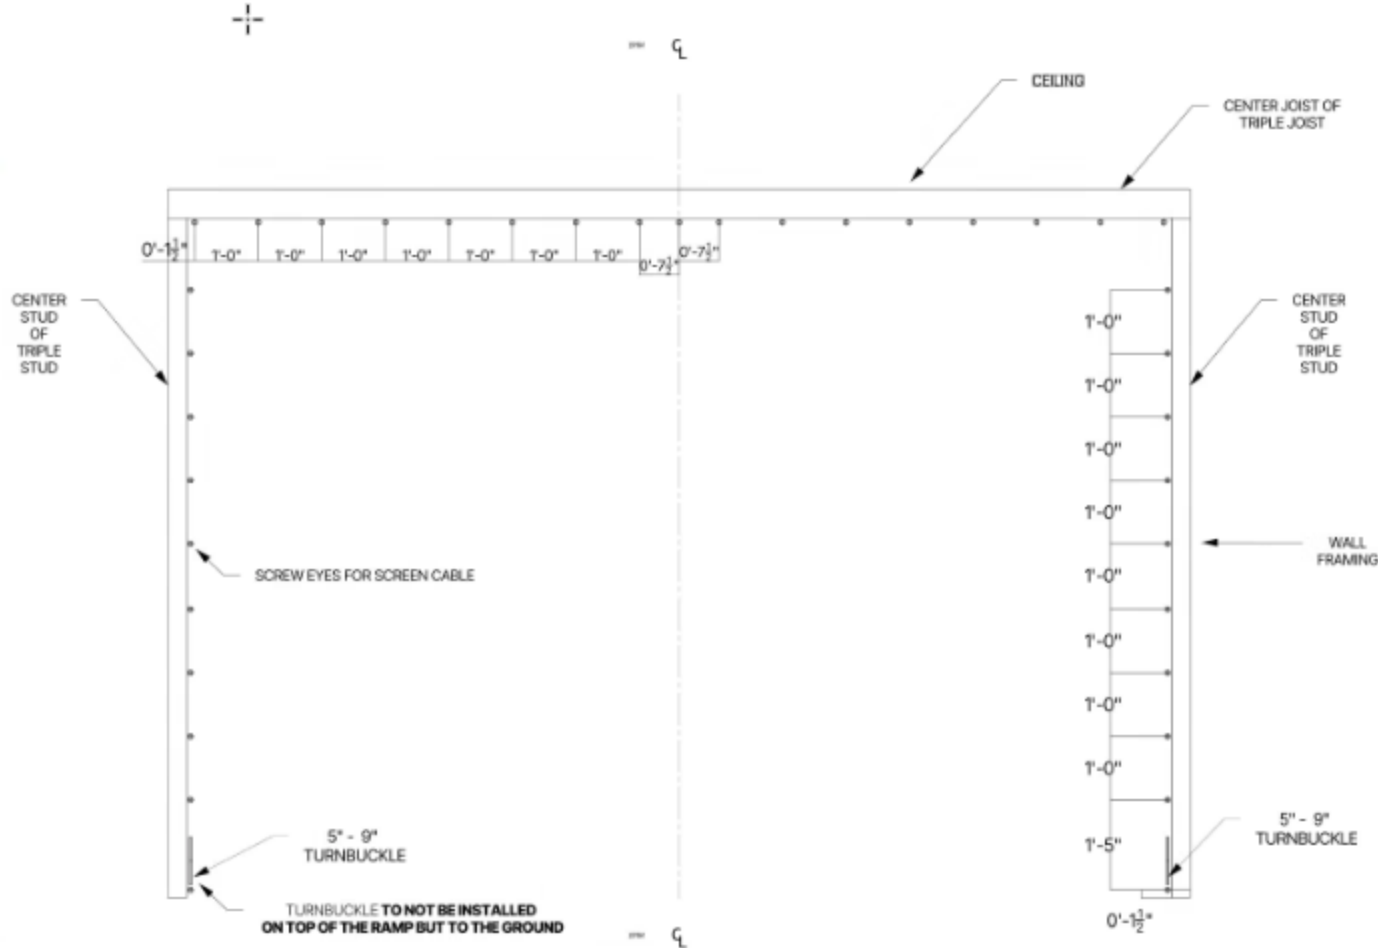 ℄
CEILING
CENTER JOIST OF
TRIPLE JOIST
0'-1½"
1'-0"
1'-0"
1'-0"
1'-0"
1'-0"
1'-0"
1'-0"
0'-7½"
0'-7½"
CENTER
STUD
OF
TRIPLE
STUD
CENTER
STUD
OF
TRIPLE
STUD
1'-0"
1'-0"
1'-0"
1'-0"
1'-0"
1'-0"
1'-0"
1'-0"
1'-5"
WALL
FRAMING
SCREW EYES FOR SCREEN CABLE
5" - 9"
TURNBUCKLE
5" - 9"
TURNBUCKLE
TURNBUCKLE TO NOT BE INSTALLED
ON TOP OF THE RAMP BUT TO THE GROUND
0'-1½"
℄